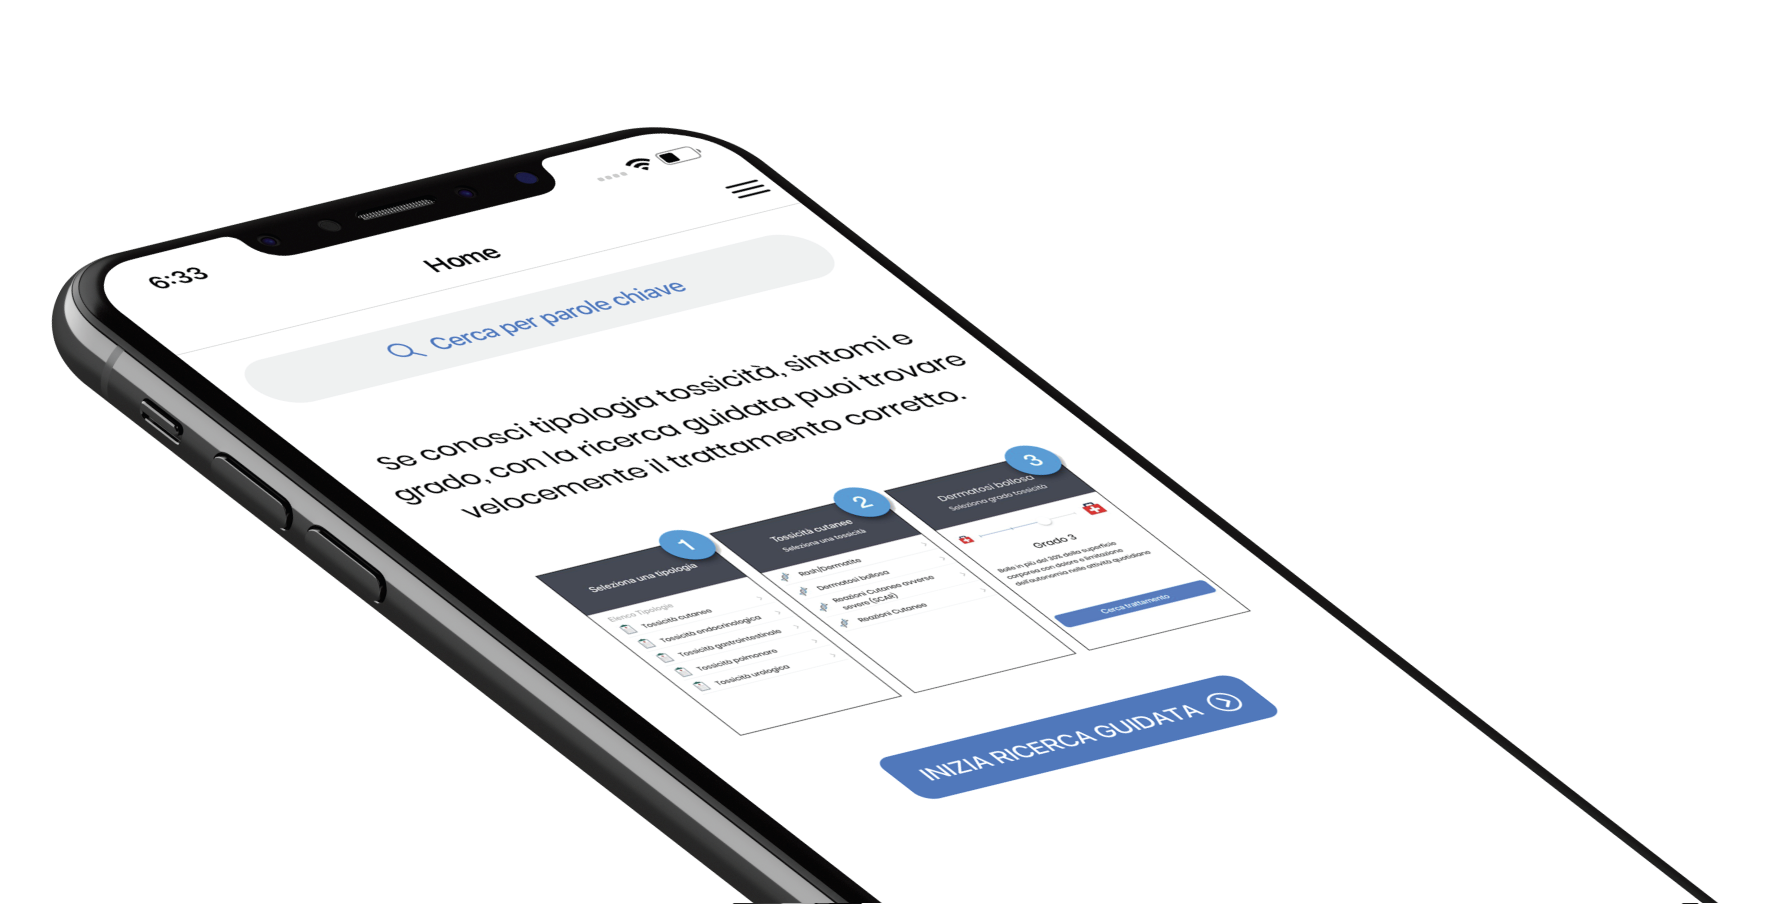 6:33
Home
Cerca per parole chiave
Se conosci tipologia tossicità, sintomi e
grado, con la ricerca guidata puoi trovare
velocemente il trattamento corretto.
1
Seleziona una tipologia
Elenco Tipologie
Tossicità cutanee
Tossicità endocrinologica
Tossicità gastrointestinale
Tossicità polmonare
Tossicità urologica
2
Tossicità cutanee
Seleziona una tossicità
Rash/Dermatite
Dermatosi bollosa
Reazioni Cutanee avverse
severe (SCAR)
Reazioni Cutanee
3
Dermatosi bollosa
Seleziona grado tossicità
Grado 3
Bolle in più del 30% della superficie
corporea con dolore e limitazione
dell'autonomia nelle attività quotidiane
Cerca trattamento
INIZIA RICERCA GUIDATA